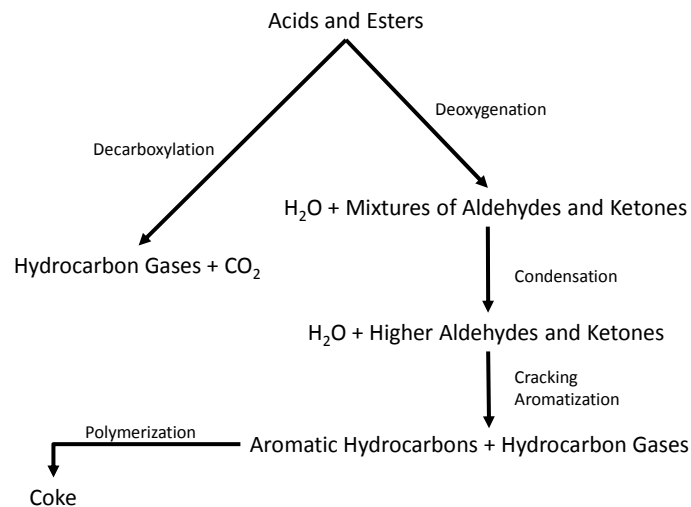 Acids and Esters
Deoxygenation
Decarboxylation
H₂O + Mixtures of Aldehydes and Ketones
Hydrocarbon Gases + CO₂
Condensation
H₂O + Higher Aldehydes and Ketones
Cracking
Aromatization
Polymerization
Aromatic Hydrocarbons + Hydrocarbon Gases
Coke